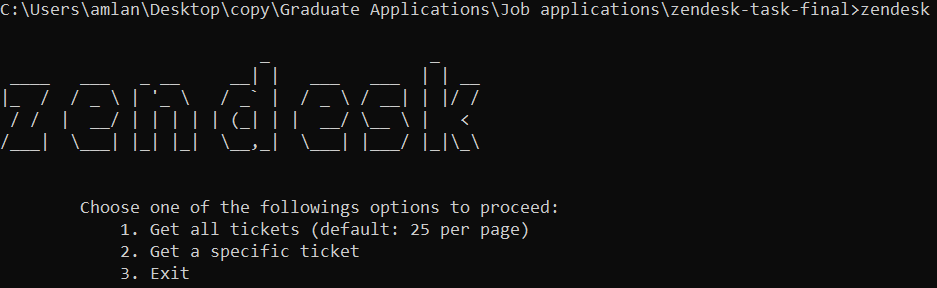 C:\Users\amlan\Desktop\copy\Graduate Applications\Job applications\zendesk-task-final>zendesk
zendesk
Choose one of the followings options to proceed:
1. Get all tickets (default: 25 per page)
2. Get a specific ticket
3. Exit